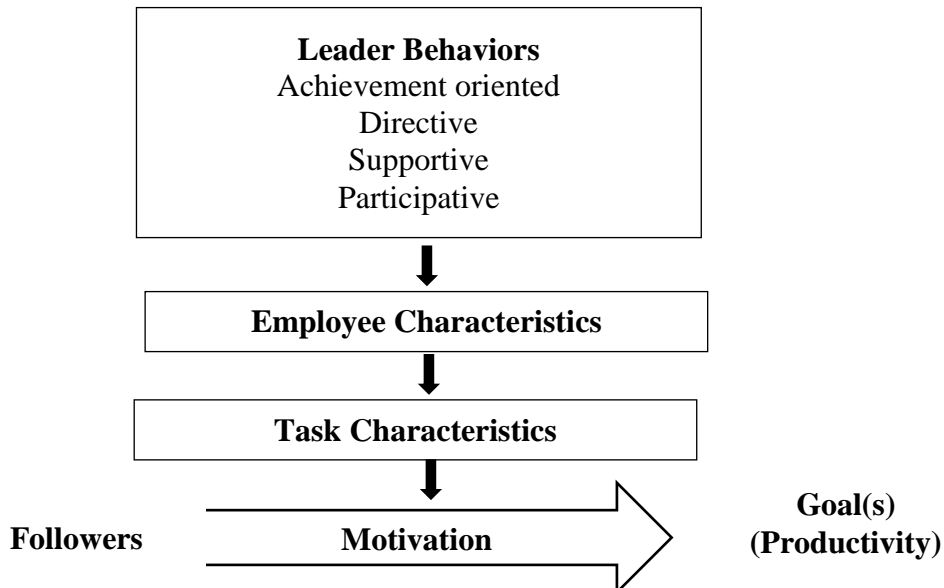 Leader Behaviors
Achievement oriented
Directive
Supportive
Participative
Employee Characteristics
Task Characteristics
Followers
Motivation
Goal(s)
(Productivity)